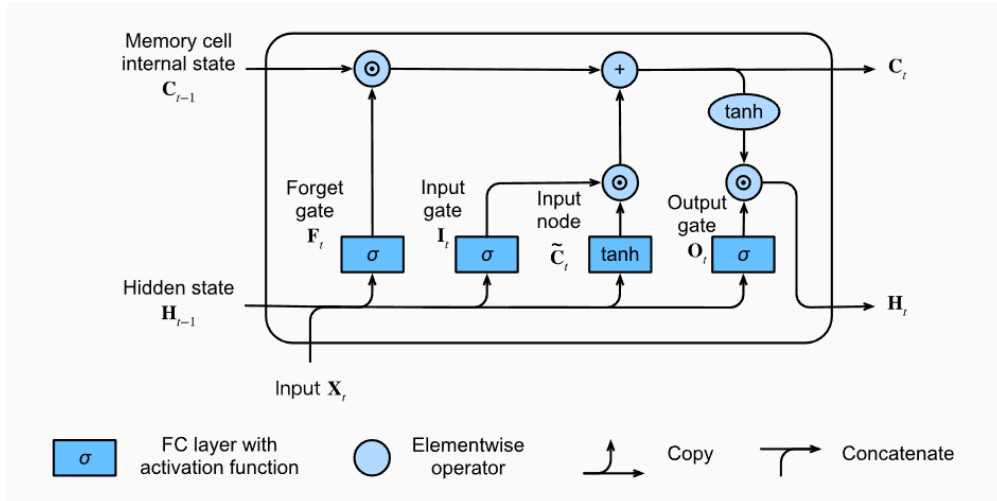 Memory cell
internal state
C_{t−1}
⊙
+
C_t
tanh
Forget
gate
F_t
Input
gate
I_t
Input
node
C̃_t
⊙
Output
gate
O_t
⊙
σ
σ
tanh
σ
Hidden state
H_{t−1}
H_t
Input X_t
σ
FC layer with
activation function
Elementwise
operator
Copy
Concatenate